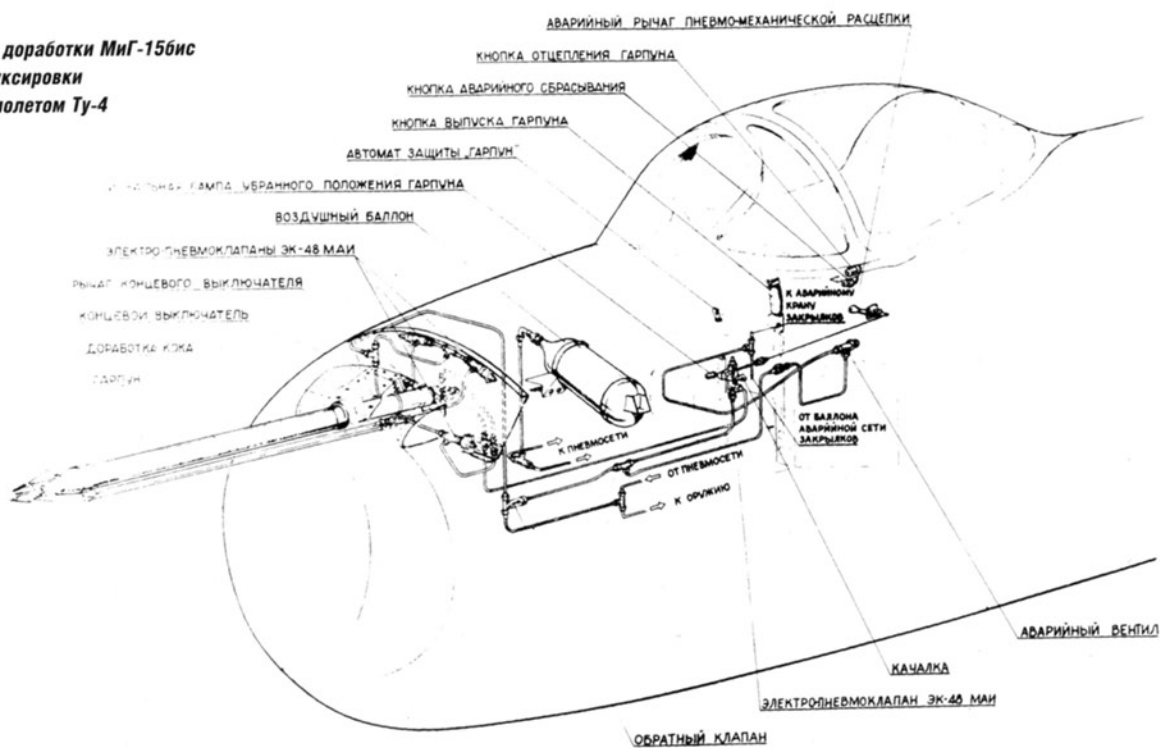 доработки МиГ-15бис
ксировки
олетом Ту-4
АВАРИЙНЫЙ РЫЧАГ ПНЕВМО-МЕХАНИЧЕСКОЙ РАСЦЕПКИ
КНОПКА ОТЦЕПЛЕНИЯ ГАРПУНА
КНОПКА АВАРИЙНОГО СБРАСЫВАНИЯ
КНОПКА ВЫПУСКА ГАРПУНА
АВТОМАТ ЗАЩИТЫ „ГАРПУН"
ЛАМПА УБРАННОГО ПОЛОЖЕНИЯ ГАРПУНА
ВОЗДУШНЫЙ БАЛЛОН
ЭЛЕКТРО-ПНЕВМОКЛАПАНЫ ЭК-48 МАИ
РЫЧАГ КОНЦЕВОГО ВЫКЛЮЧАТЕЛЯ
КОНЦЕВОЙ ВЫКЛЮЧАТЕЛЬ
ДОРАБОТКА КОКА
ГАРПУН
К АВАРИЙНОМУ
КРАНУ
ЗАКРЫЛКОВ
ОТ БАЛЛОНА
АВАРИЙНОЙ СЕТИ
ЗАКРЫЛКОВ
К ПНЕВМОСЕТИ
ОТ ПНЕВМОСЕТИ
К ОРУЖИЮ
АВАРИЙНЫЙ ВЕНТИЛ
КАЧАЛКА
ЭЛЕКТРО-ПНЕВМОКЛАПАН ЭК-48 МАИ
ОБРАТНЫЙ КЛАПАН